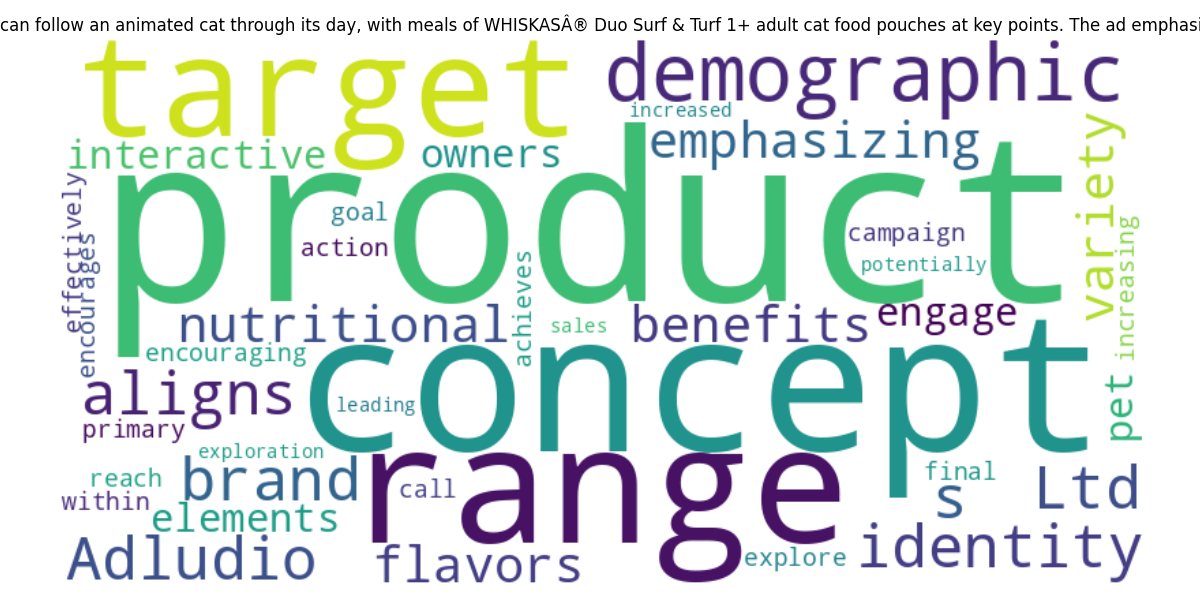 can follow an animated cat through its day, with meals of WHISKASÂ® Duo Surf & Turf 1+ adult cat food pouches at key points. The ad emphasi
target
demographic
increased
interactive
owners
emphasizing
variety
effectively
product
goal
action
campaign
potentially
increasing
encourages
achieves
nutritional
sales
benefits
engage
encouraging
concept
aligns
leading
pet
primary
exploration
range
reach
brand
call
final
within
s
Ltd
elements
Adludio
flavors
explore
identity